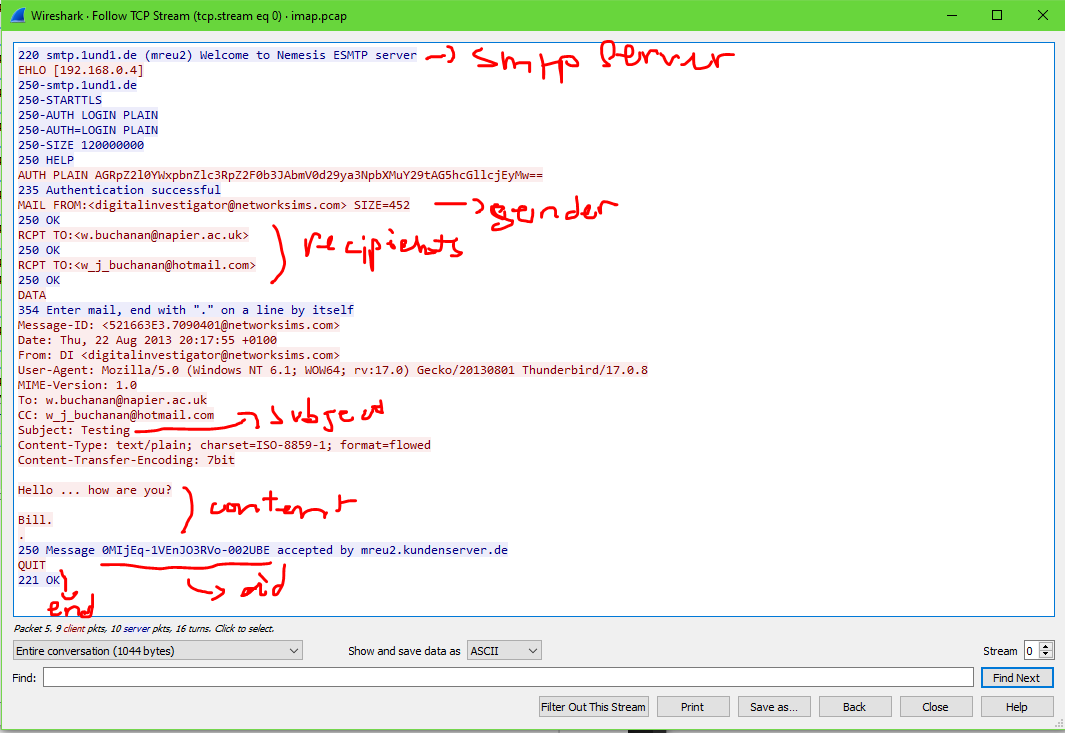 Wireshark · Follow TCP Stream (tcp.stream eq 0) · imap.pcap
220 smtp.1und1.de (mreu2) Welcome to Nemesis ESMTP server → smtp Server
EHLO [192.168.0.4]
250-smtp.1und1.de
250-STARTTLS
250-AUTH LOGIN PLAIN
250-AUTH=LOGIN PLAIN
250-SIZE 120000000
250 HELP
AUTH PLAIN AGRpZ2l0YWxpbnZlc3RpZ2F0b3JAbmV0d29ya3NpbXMuY29tAG5hcGllcjEyMw==
235 Authentication successful
MAIL FROM:<digitalinvestigator@networksims.com> SIZE=452 → sender
250 OK
RCPT TO:<w.buchanan@napier.ac.uk>
250 OK
recipients
RCPT TO:<w_j_buchanan@hotmail.com>
250 OK
DATA
354 Enter mail, end with "." on a line by itself
Message-ID: <521663E3.7090401@networksims.com>
Date: Thu, 22 Aug 2013 20:17:55 +0100
From: DI <digitalinvestigator@networksims.com>
User-Agent: Mozilla/5.0 (Windows NT 6.1; WOW64; rv:17.0) Gecko/20130801 Thunderbird/17.0.8
MIME-Version: 1.0
To: w.buchanan@napier.ac.uk
CC: w_j_buchanan@hotmail.com
Subject: Testing → subject
Content-Type: text/plain; charset=ISO-8859-1; format=flowed
Content-Transfer-Encoding: 7bit
Hello ... how are you?
content
Bill.
.
250 Message 0MIjEq-1VEnJO3RVo-002UBE accepted by mreu2.kundenserver.de
QUIT
221 OK
end
Packet 5. 9 client pkts, 10 server pkts, 16 turns. Click to select.
Entire conversation (1044 bytes) Show and save data as ASCII Stream 0
Find: Find Next
Filter Out This Stream Print Save as... Back Close Help